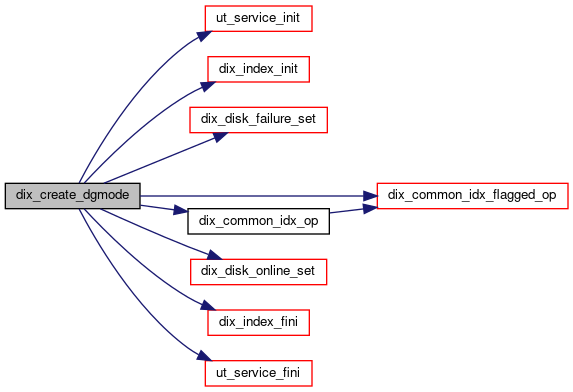 ut_service_init
dix_index_init
dix_disk_failure_set
dix_create_dgmode
dix_common_idx_flagged_op
dix_common_idx_op
dix_disk_online_set
dix_index_fini
ut_service_fini